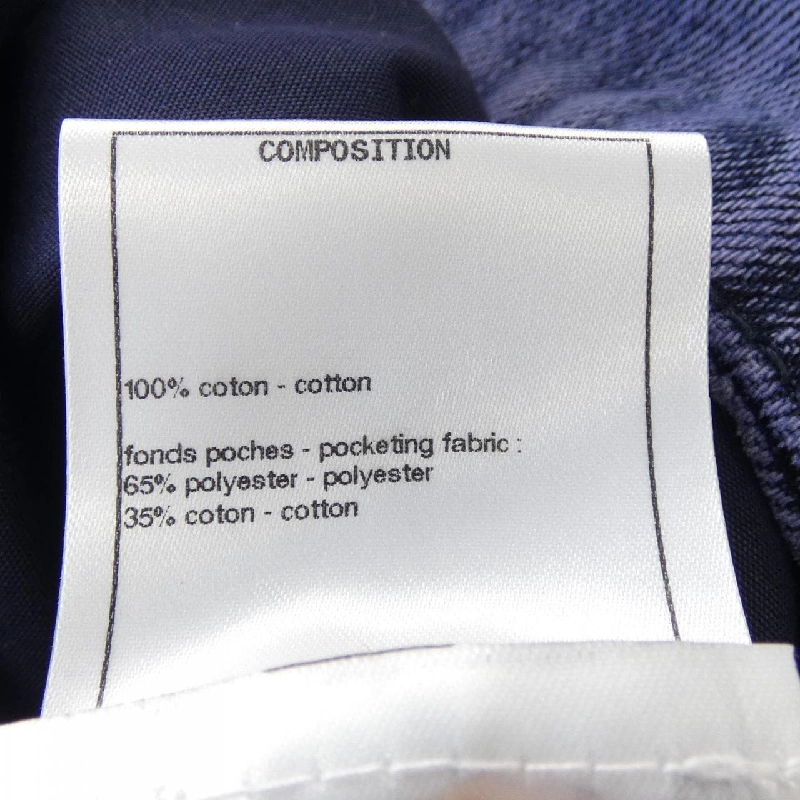 COMPOSITION
100% coton - cotton
fonds poches - pocketing fabric :
65% polyester - polyester
35% coton - cotton